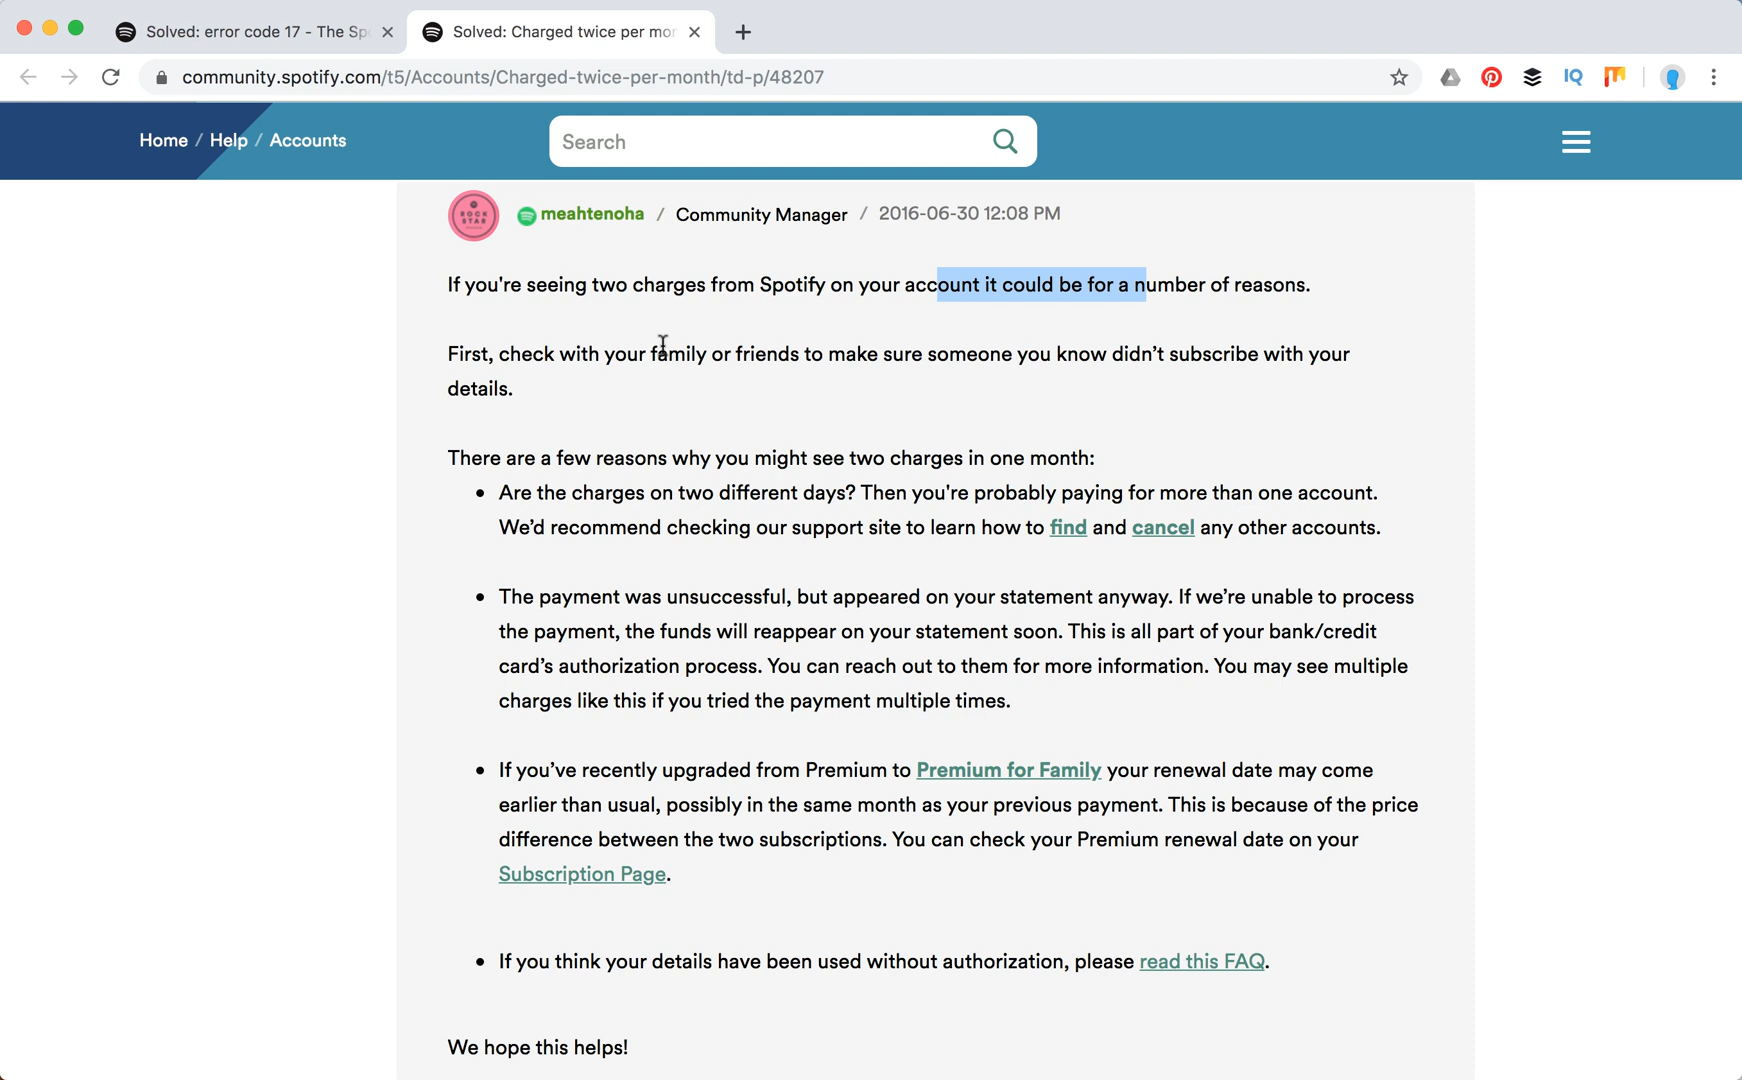 Solved: error code 17 - The Sp
Solved: Charged twice per mor
community.spotify.com/t5/Accounts/Charged-twice-per-month/td-p/48207
IQ
Home / Help / Accounts
Search
ROCK
STAR
meahtenoha / Community Manager / 2016-06-30 12:08 PM
If you're seeing two charges from Spotify on your account it could be for a number of reasons.
First, check with your family or friends to make sure someone you know didn’t subscribe with your
details.
There are a few reasons why you might see two charges in one month:
• Are the charges on two different days? Then you're probably paying for more than one account.
We’d recommend checking our support site to learn how to find and cancel any other accounts.
• The payment was unsuccessful, but appeared on your statement anyway. If we’re unable to process
the payment, the funds will reappear on your statement soon. This is all part of your bank/credit
card’s authorization process. You can reach out to them for more information. You may see multiple
charges like this if you tried the payment multiple times.
• If you’ve recently upgraded from Premium to Premium for Family your renewal date may come
earlier than usual, possibly in the same month as your previous payment. This is because of the price
difference between the two subscriptions. You can check your Premium renewal date on your
Subscription Page.
• If you think your details have been used without authorization, please read this FAQ.
We hope this helps!